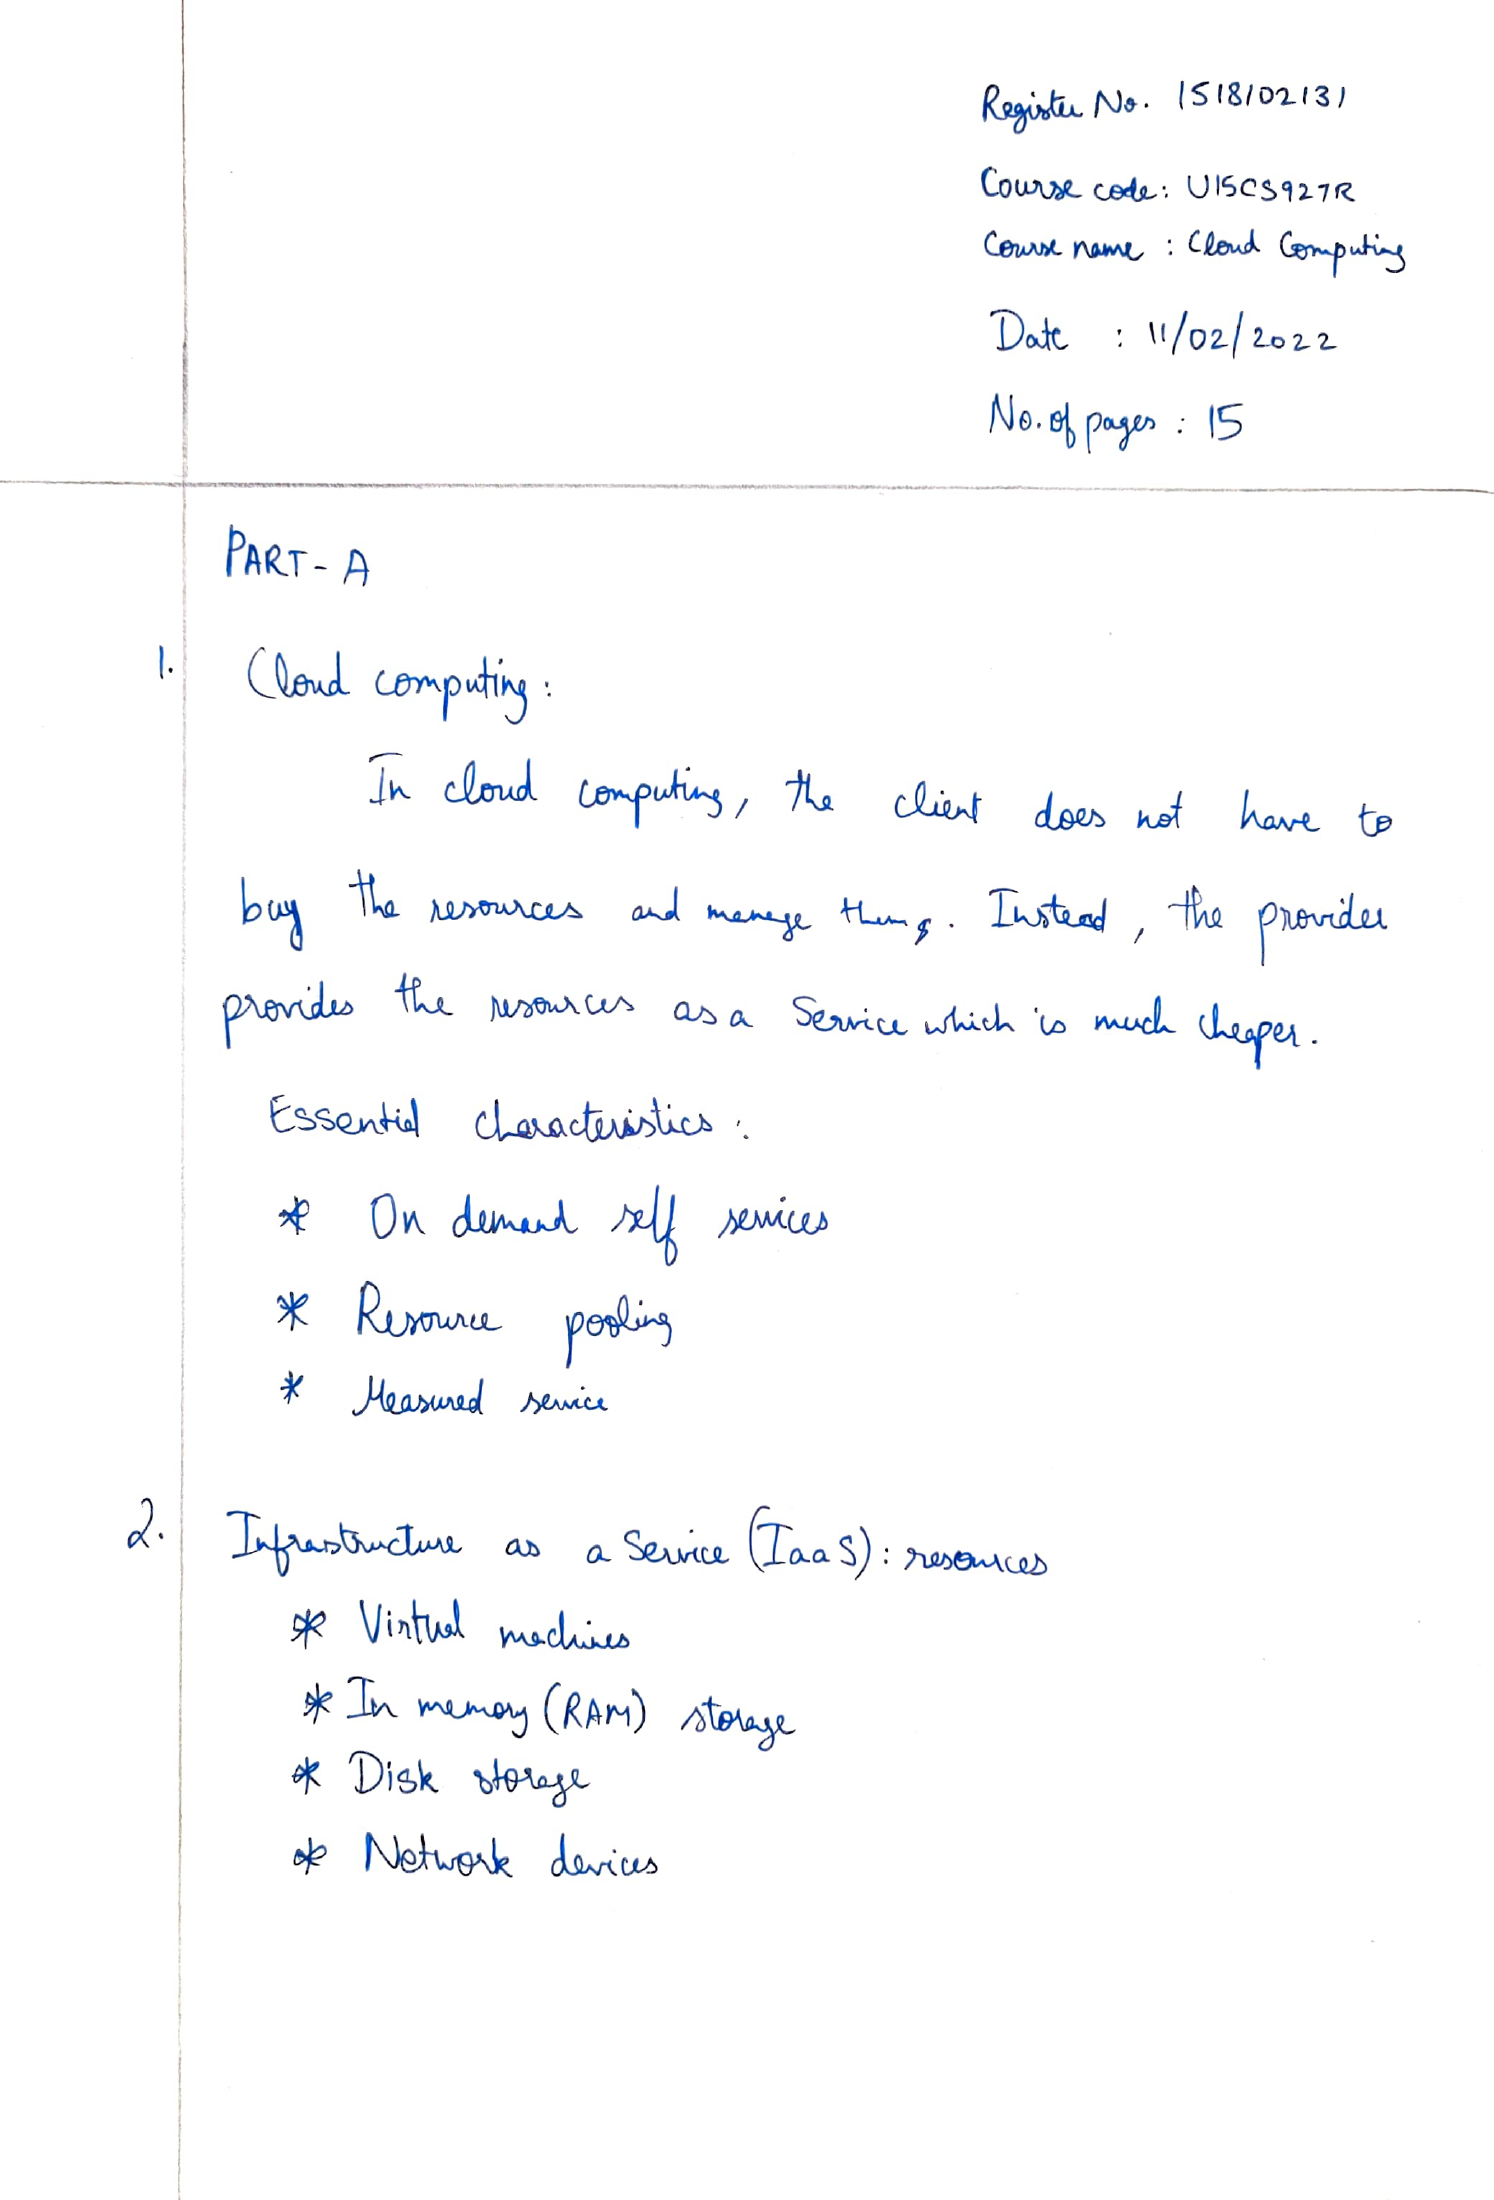 Register No. 1518102131
Course code: U15CS927R
Course name : Cloud Computing
Date : 11/02/2022
No. of pages : 15
PART - A
1. Cloud computing:
In cloud computing, the client does not have to
buy the resources and manage them. Instead, the provider
provides the resources as a Service which is much cheaper.
Essential characteristics:
* On demand self services
* Resource pooling
* Measured service
2. Infrastructure as a Service (IaaS): resources
* Virtual machines
* In memory (RAM) storage
* Disk storage
* Network devices